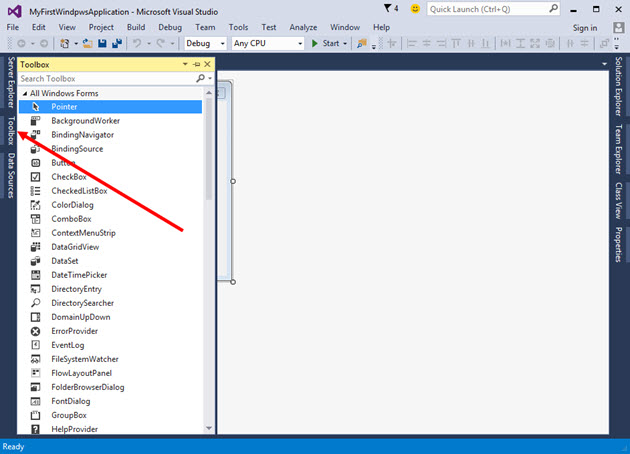 MyFirstWindpwsApplication - Microsoft Visual Studio
4
Quick Launch (Ctrl+Q)
File Edit View Project Build Debug Team Tools Test Analyze Window Help
Sign in
Debug Any CPU Start
Server Explorer
Toolbox
Data Sources
Toolbox
Search Toolbox
All Windows Forms
Pointer
BackgroundWorker
BindingNavigator
BindingSource
Button
CheckBox
CheckedListBox
ColorDialog
ComboBox
ContextMenuStrip
DataGridView
DataSet
DateTimePicker
DirectoryEntry
DirectorySearcher
DomainUpDown
ErrorProvider
EventLog
FileSystemWatcher
FlowLayoutPanel
FolderBrowserDialog
FontDialog
GroupBox
HelpProvider
Solution Explorer
Team Explorer
Class View
Properties
Ready